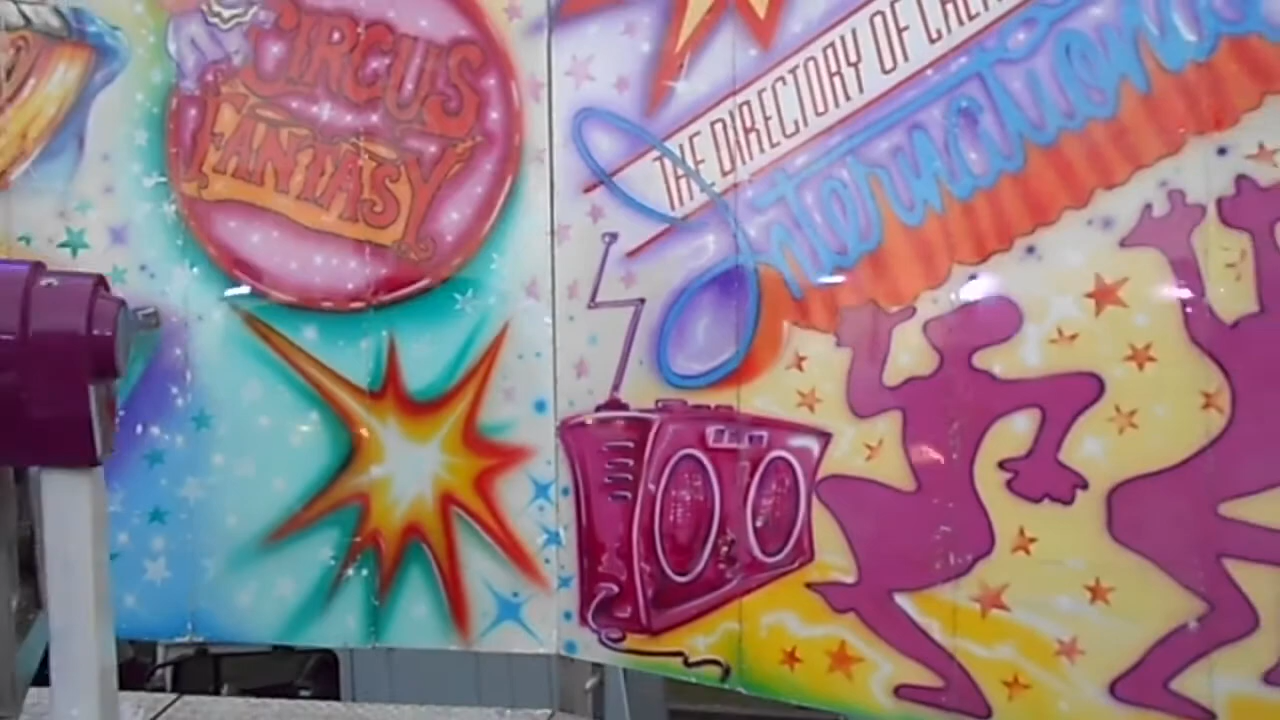 CIRCUS
FANTASY
THE DIRECTORY OF
International